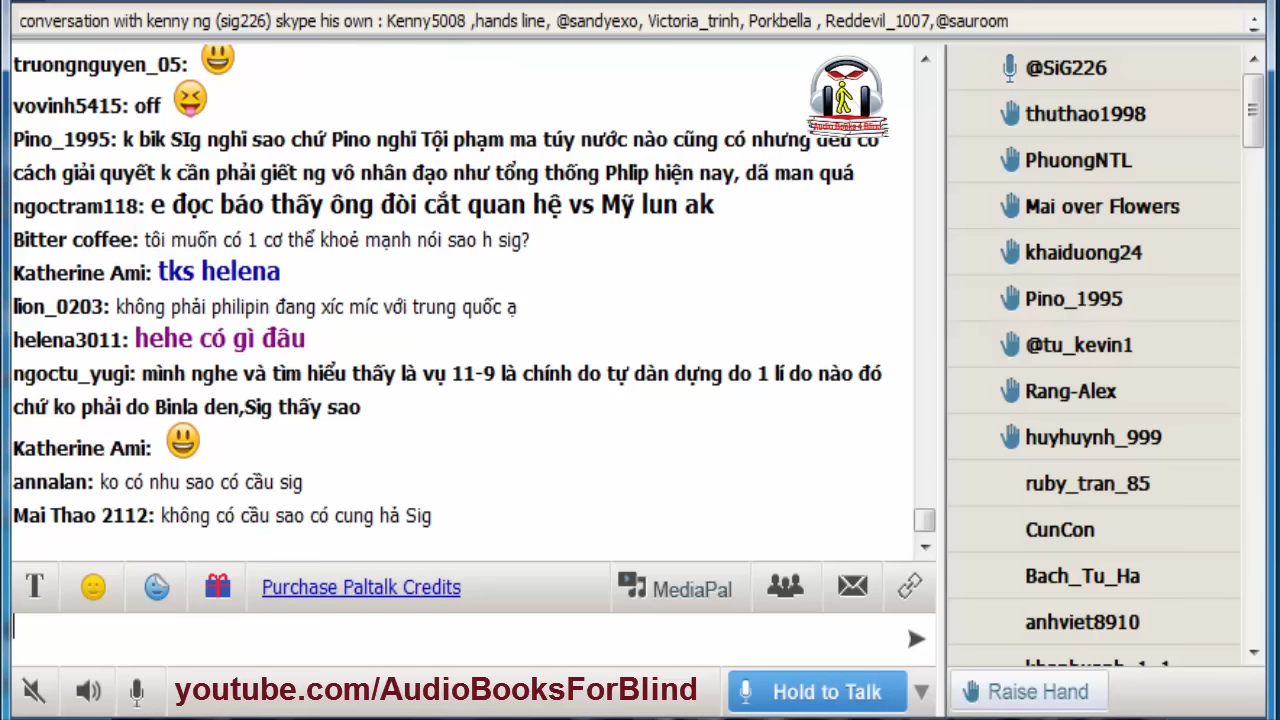 conversation with kenny ng (sig226) skype his own : Kenny5008 ,hands line, @sandyexo, Victoria_trinh, Porkbella , Reddevil_1007,@sauroom
truongnguyen_05:
vovinh5415: off
Pino_1995: k bik SIg nghĩ sao chứ Pino nghĩ Tội phạm ma túy nước nào cũng có nhưng đều có
cách giải quyết k cần phải giết ng vô nhân đạo như tổng thống Phlip hiện nay, dã man quá
ngoctram118: e đọc báo thấy ông đòi cắt quan hệ vs Mỹ lun ak
Bitter coffee: tôi muốn có 1 cơ thể khoẻ mạnh nói sao h sig?
Katherine Ami: tks helena
lion_0203: không phải philipin đang xíc míc với trung quốc ạ
helena3011: hehe có gì đâu
ngoctu_yugi: mình nghe và tìm hiểu thấy là vụ 11-9 là chính do tự dàn dựng do 1 lí do nào đó
chứ ko phải do Binla den,Sig thấy sao
Katherine Ami:
annalan: ko có nhu sao có cầu sig
Mai Thao 2112: không có cầu sao có cung hả Sig
Audio Books 4 Blind
@SiG226
thuthao1998
PhuongNTL
Mai over Flowers
khaiduong24
Pino_1995
@tu_kevin1
Rang-Alex
huyhuynh_999
ruby_tran_85
CunCon
Bach_Tu_Ha
anhviet8910
T
Purchase Paltalk Credits
MediaPal
youtube.com/AudioBooksForBlind
Hold to Talk
Raise Hand